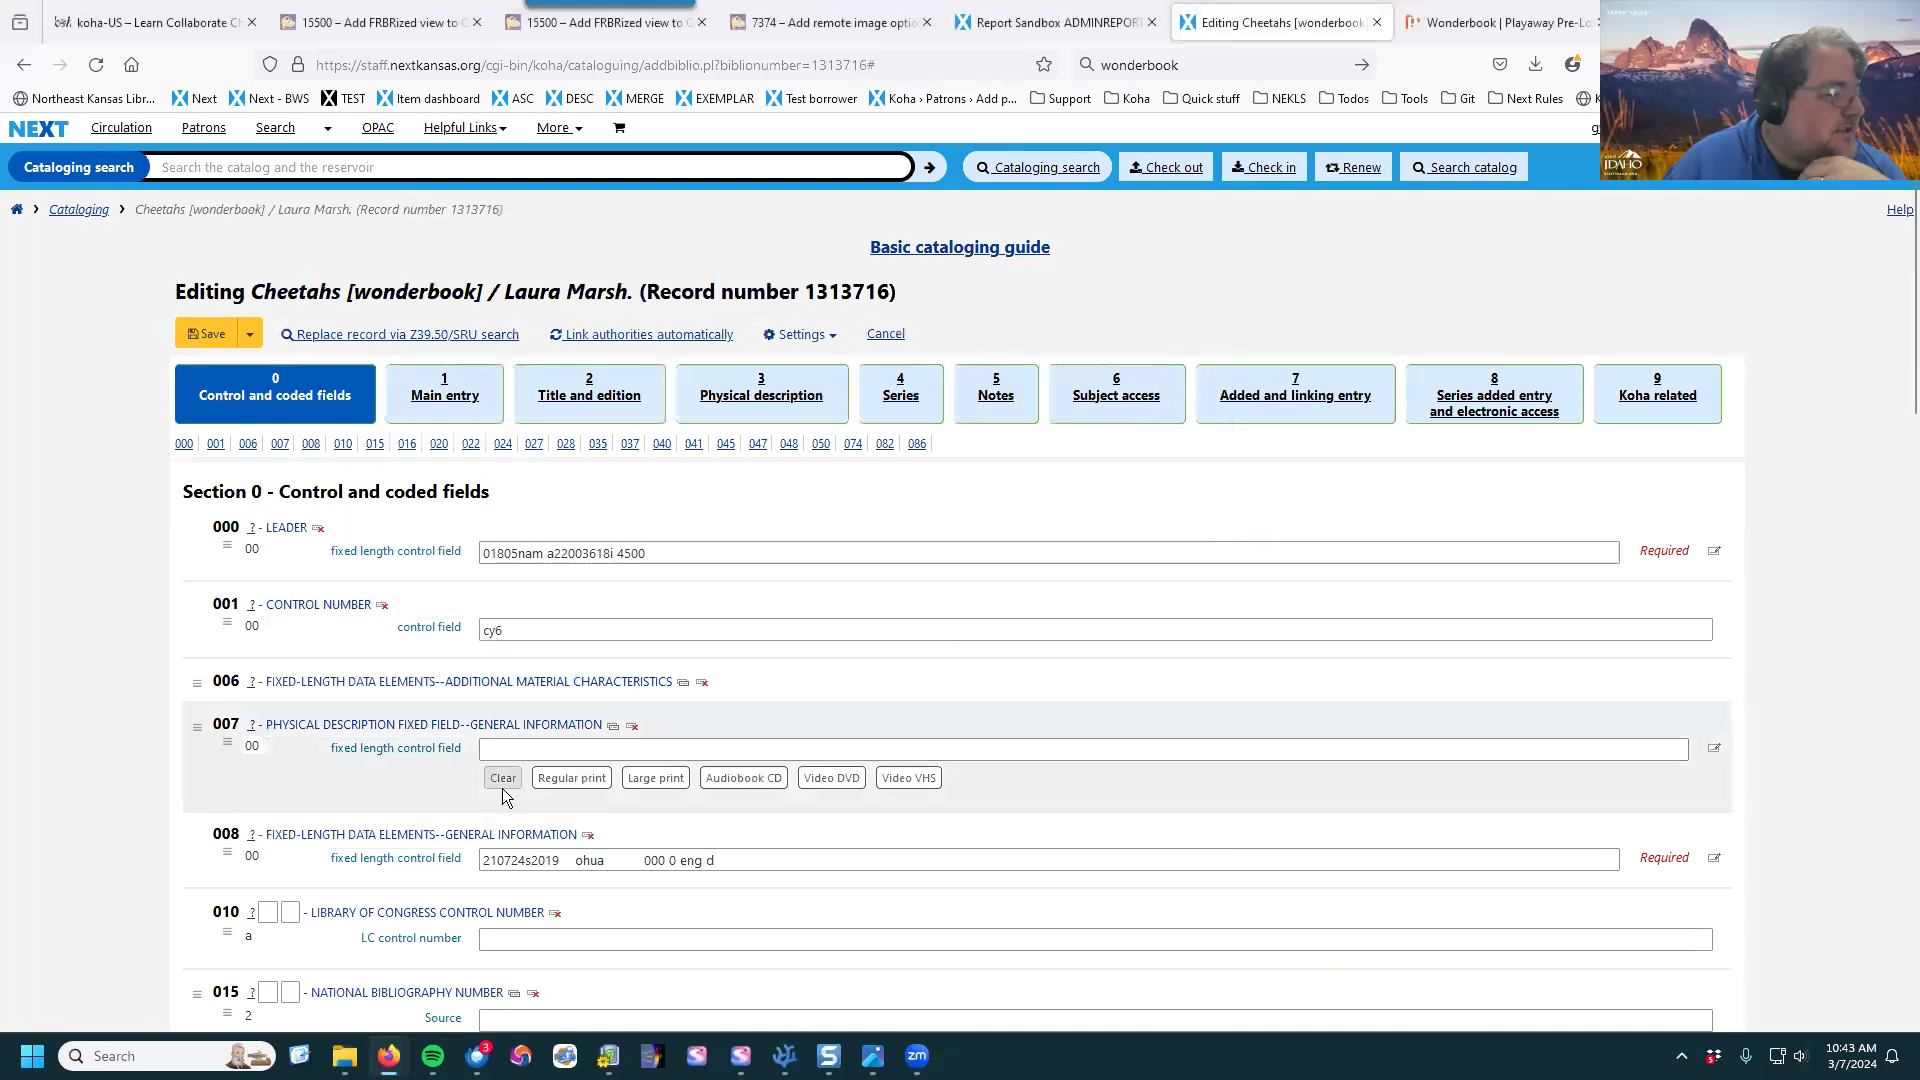 koha-US – Learn Collaborate Ch
15500 – Add FRBRized view to O
15500 – Add FRBRized view to O
7374 – Add remote image optio
Report Sandbox ADMINREPORT
Editing Cheetahs [wonderbook]
Wonderbook | Playaway Pre-Lo
https://staff.nextkansas.org/cgi-bin/koha/cataloguing/addbiblio.pl?biblionumber=1313716#
wonderbook
Northeast Kansas Libr... Next Next - BWS TEST Item dashboard ASC DESC MERGE EXEMPLAR Test borrower Koha › Patrons › Add p... Support Koha Quick stuff NEKLS Todos Tools Git Next Rules
NEXT Circulation Patrons Search OPAC Helpful Links More
Cataloging search Search the catalog and the reservoir Cataloging search Check out Check in Renew Search catalog
IDAHO
Cataloging Cheetahs [wonderbook] / Laura Marsh. (Record number 1313716) Help
Basic cataloging guide
Editing Cheetahs [wonderbook] / Laura Marsh. (Record number 1313716)
Save Replace record via Z39.50/SRU search Link authorities automatically Settings Cancel
0 1 2 3 4 5 6 7 8 9
Control and coded fields Main entry Title and edition Physical description Series Notes Subject access Added and linking entry Series added entry Koha related
and electronic access
000 001 006 007 008 010 015 016 020 022 024 027 028 035 037 040 041 045 047 048 050 074 082 086
Section 0 - Control and coded fields
000 ? - LEADER
00 fixed length control field 01805nam a22003618i 4500 Required
001 ? - CONTROL NUMBER
00 control field cy6
006 ? - FIXED-LENGTH DATA ELEMENTS--ADDITIONAL MATERIAL CHARACTERISTICS
007 ? - PHYSICAL DESCRIPTION FIXED FIELD--GENERAL INFORMATION
00 fixed length control field
Clear Regular print Large print Audiobook CD Video DVD Video VHS
008 ? - FIXED-LENGTH DATA ELEMENTS--GENERAL INFORMATION
00 fixed length control field 210724s2019 ohua 000 0 eng d Required
010 ? - LIBRARY OF CONGRESS CONTROL NUMBER
a LC control number
015 ? - NATIONAL BIBLIOGRAPHY NUMBER
2 Source
Search 3 zm 10:43 AM
3/7/2024